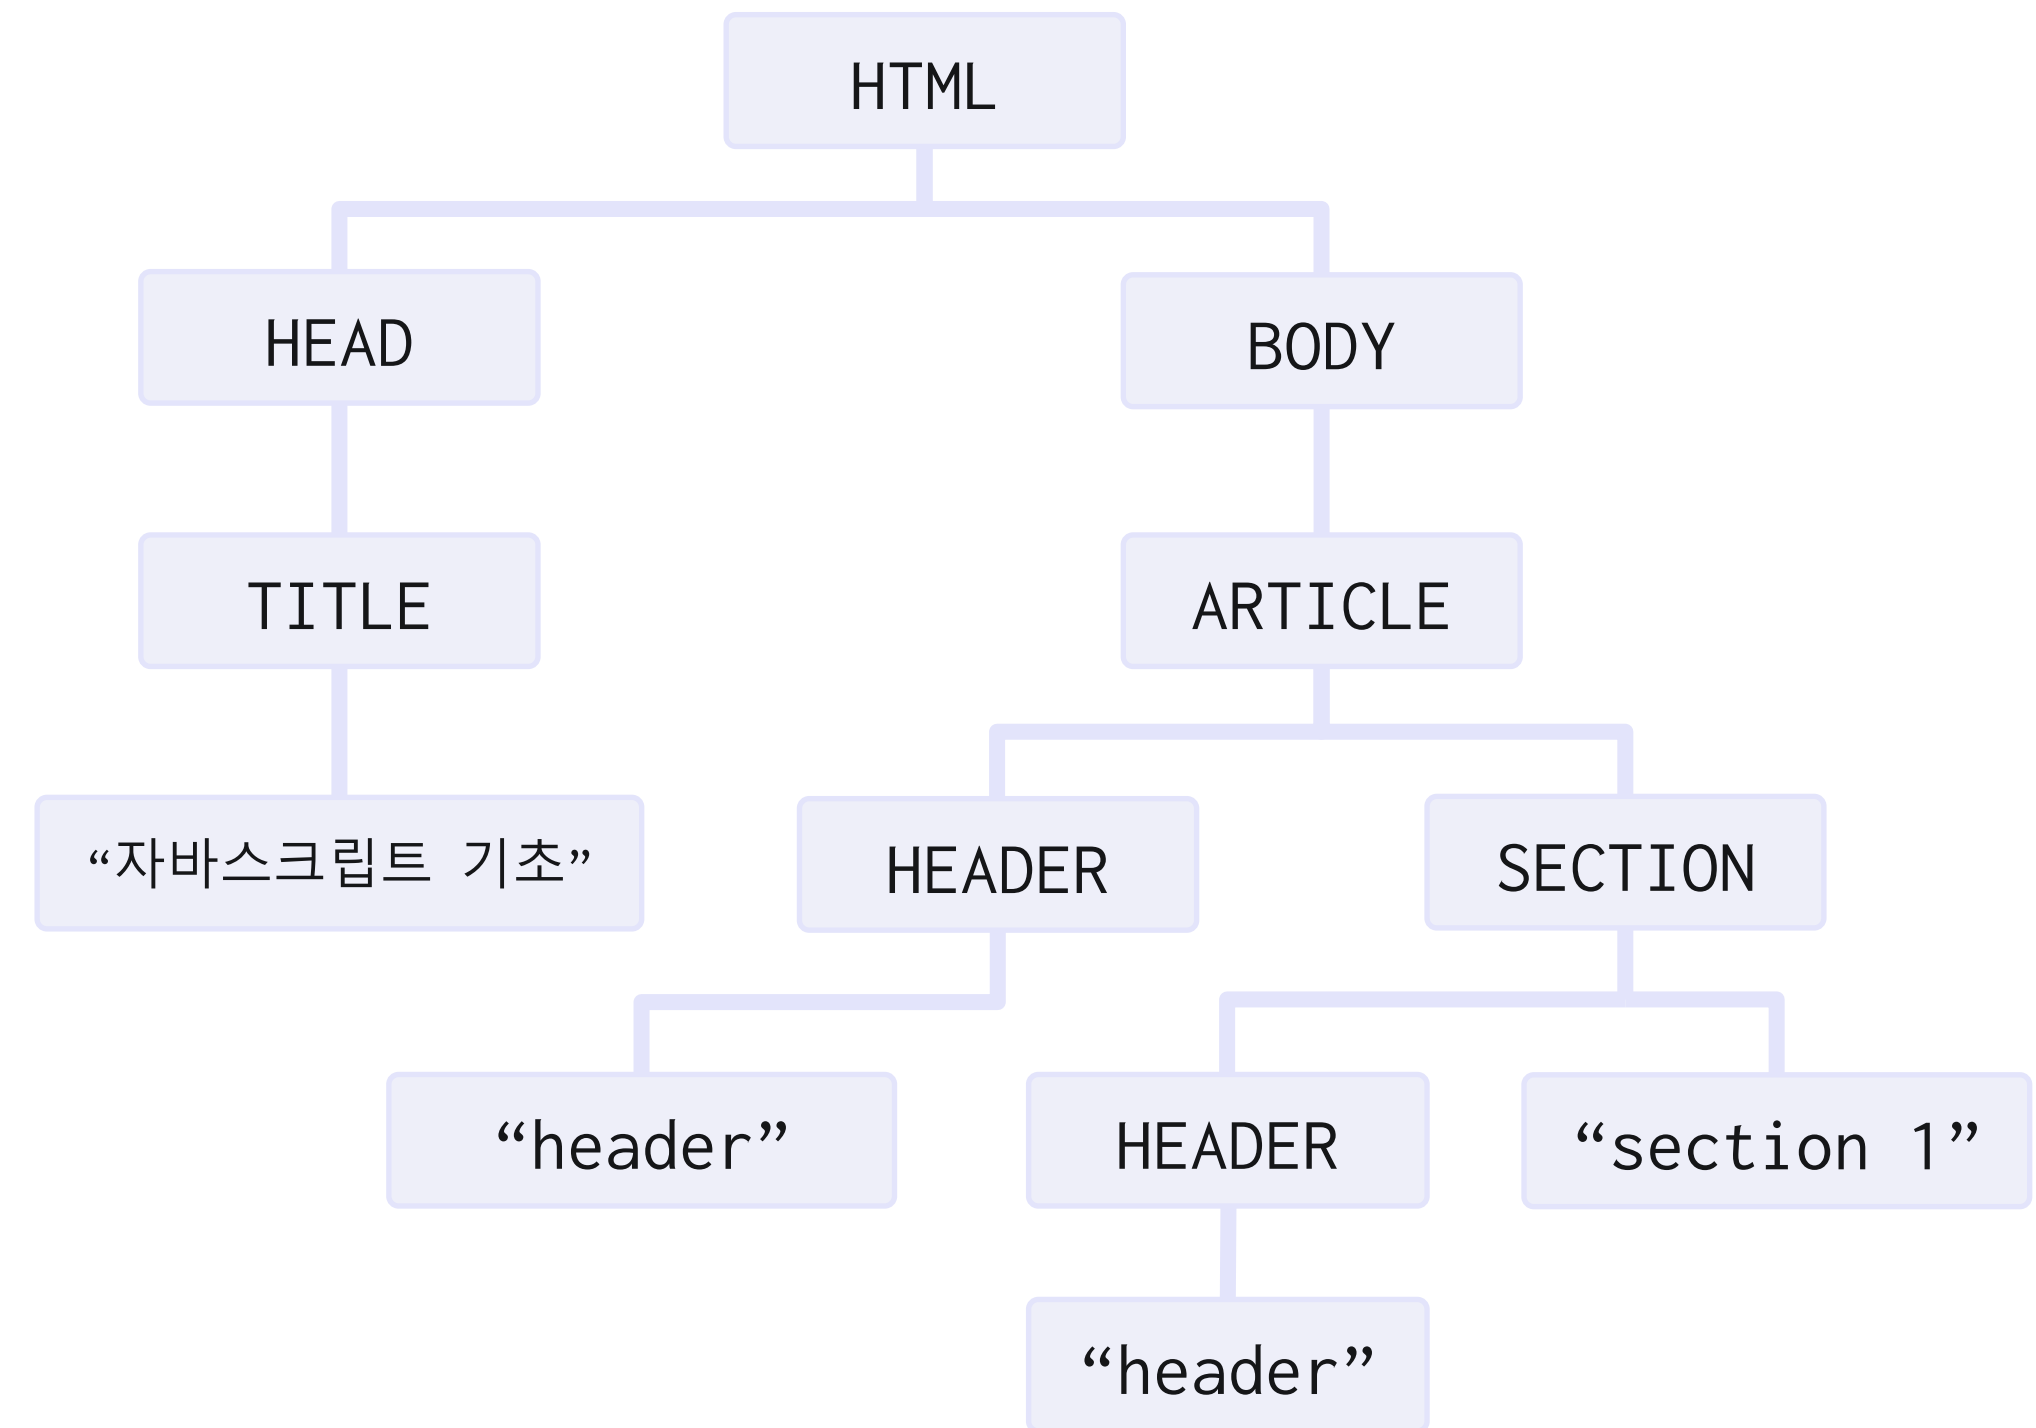 HTML
HEAD
BODY
TITLE
ARTICLE
“자바스크립트 기초”
HEADER
SECTION
“header”
HEADER
“section 1”
“header”